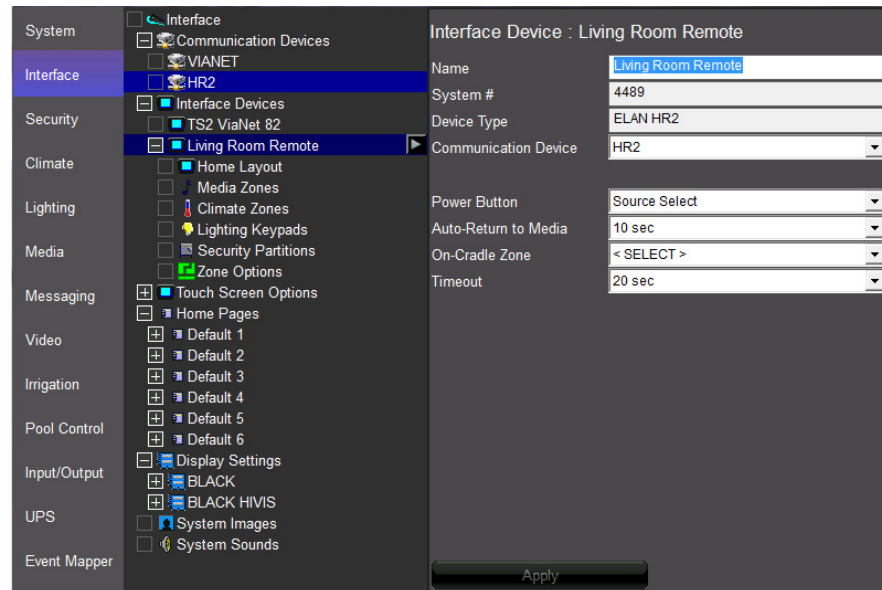 System
Interface
Security
Climate
Lighting
Media
Messaging
Video
Irrigation
Pool Control
Input/Output
UPS
Event Mapper
Interface
Communication Devices
VIANET
HR2
Interface Devices
TS2 ViaNet 82
Living Room Remote
Home Layout
Media Zones
Climate Zones
Lighting Keypads
Security Partitions
Zone Options
Touch Screen Options
Home Pages
Default 1
Default 2
Default 3
Default 4
Default 5
Default 6
Display Settings
BLACK
BLACK HIVIS
System Images
System Sounds
Interface Device : Living Room Remote
Name Living Room Remote
System # 4489
Device Type ELAN HR2
Communication Device HR2
Power Button Source Select
Auto-Return to Media 10 sec
On-Cradle Zone < SELECT >
Timeout 20 sec
Apply